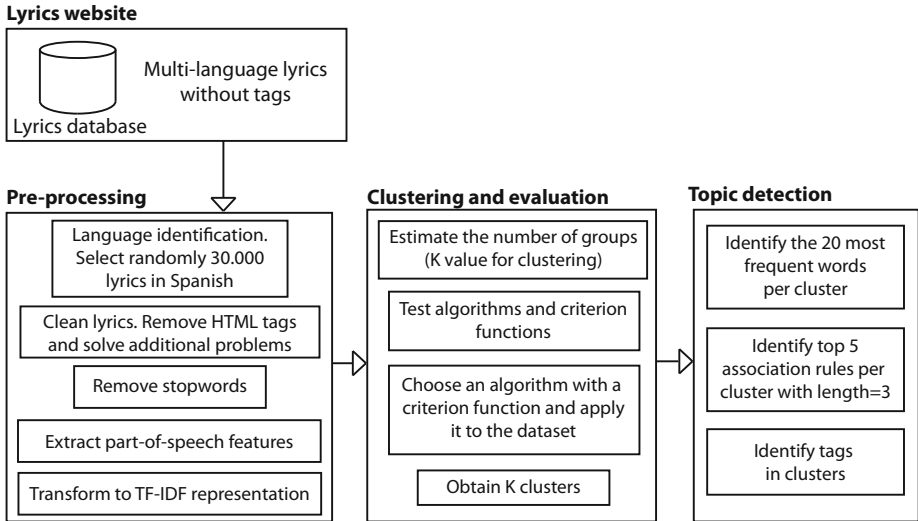 Lyrics website
Multi-language lyrics
without tags
Lyrics database
Pre-processing
Language identification.
Select randomly 30.000
lyrics in Spanish
Clean lyrics. Remove HTML tags
and solve additional problems
Remove stopwords
Extract part-of-speech features
Transform to TF-IDF representation
Clustering and evaluation
Estimate the number of groups
(K value for clustering)
Test algorithms and criterion
functions
Choose an algorithm with a
criterion function and apply
it to the dataset
Obtain K clusters
Topic detection
Identify the 20 most
frequent words
per cluster
Identify top 5
association rules per
cluster with length=3
Identify tags
in clusters